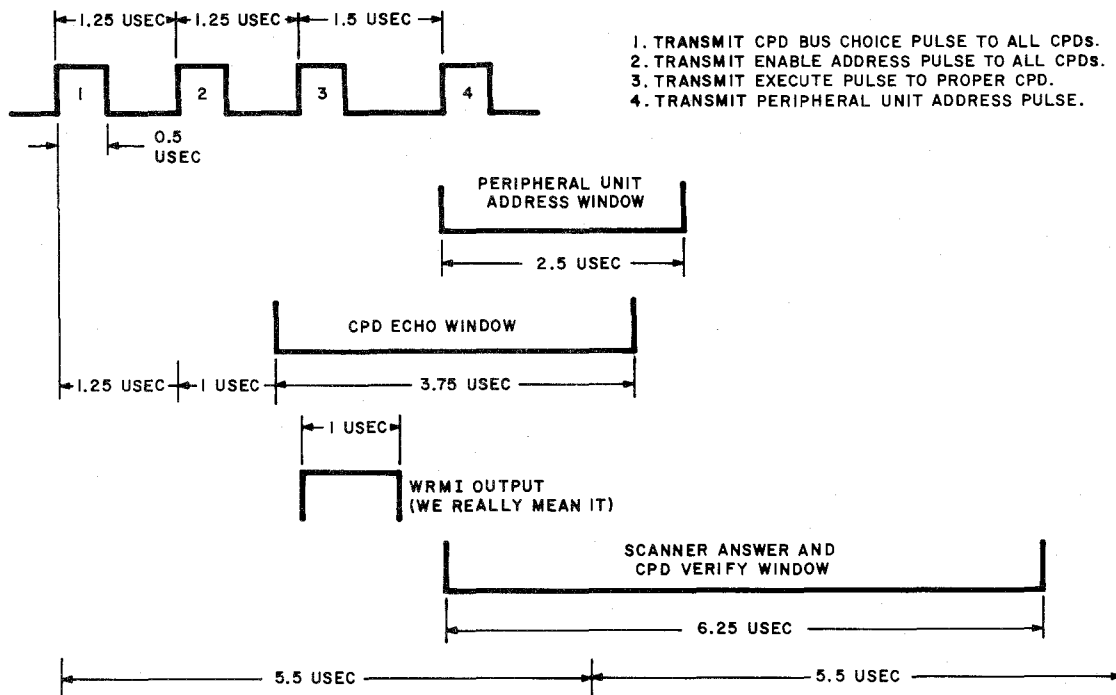 1.25 USEC 1.25 USEC 1.5 USEC
1. TRANSMIT CPD BUS CHOICE PULSE TO ALL CPDs.
2. TRANSMIT ENABLE ADDRESS PULSE TO ALL CPDs.
3. TRANSMIT EXECUTE PULSE TO PROPER CPD.
4. TRANSMIT PERIPHERAL UNIT ADDRESS PULSE.
1 2 3 4
0.5
USEC
PERIPHERAL UNIT
ADDRESS WINDOW
2.5 USEC
CPD ECHO WINDOW
1.25 USEC 1 USEC 3.75 USEC
1 USEC
WRMI OUTPUT
(WE REALLY MEAN IT)
SCANNER ANSWER AND
CPD VERIFY WINDOW
6.25 USEC
5.5 USEC 5.5 USEC